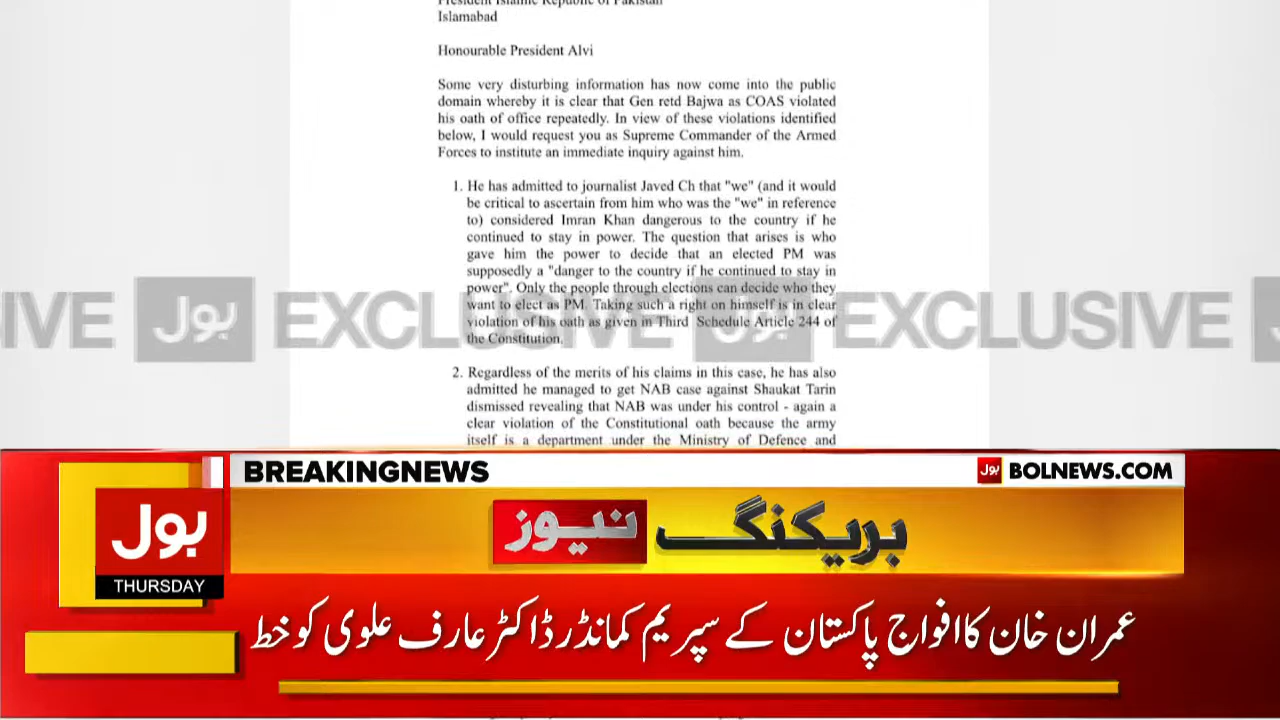 President Islamic Republic of Pakistan
Islamabad
Honourable President Alvi
Some very disturbing information has now come into the public
domain whereby it is clear that Gen retd Bajwa as COAS violated
his oath of office repeatedly. In view of these violations identified
below, I would request you as Supreme Commander of the Armed
Forces to institute an immediate inquiry against him.
1. He has admitted to journalist Javed Ch that "we" (and it would
be critical to ascertain from him who was the "we" in reference
to) considered Imran Khan dangerous to the country if he
continued to stay in power. The question that arises is who
gave him the power to decide that an elected PM was
supposedly a "danger to the country if he continued to stay in
power". Only the people through elections can decide who they
want to elect as PM. Taking such a right on himself is in clear
violation of his oath as given in Third Schedule Article 244 of
the Constitution.
IVE بول EXCLUSIVE بول EXCLUSIVE
2. Regardless of the merits of his claims in this case, he has also
admitted he managed to get NAB case against Shaukat Tarin
dismissed revealing that NAB was under his control - again a
clear violation of the Constitutional oath because the army
itself is a department under the Ministry of Defence and
BREAKINGNEWS
بول BOLNEWS.COM
بریکنگ نیوز
بول
THURSDAY
عمران خان کا افواج پاکستان کے سپریم کمانڈر ڈاکٹر عارف علوی کو خط